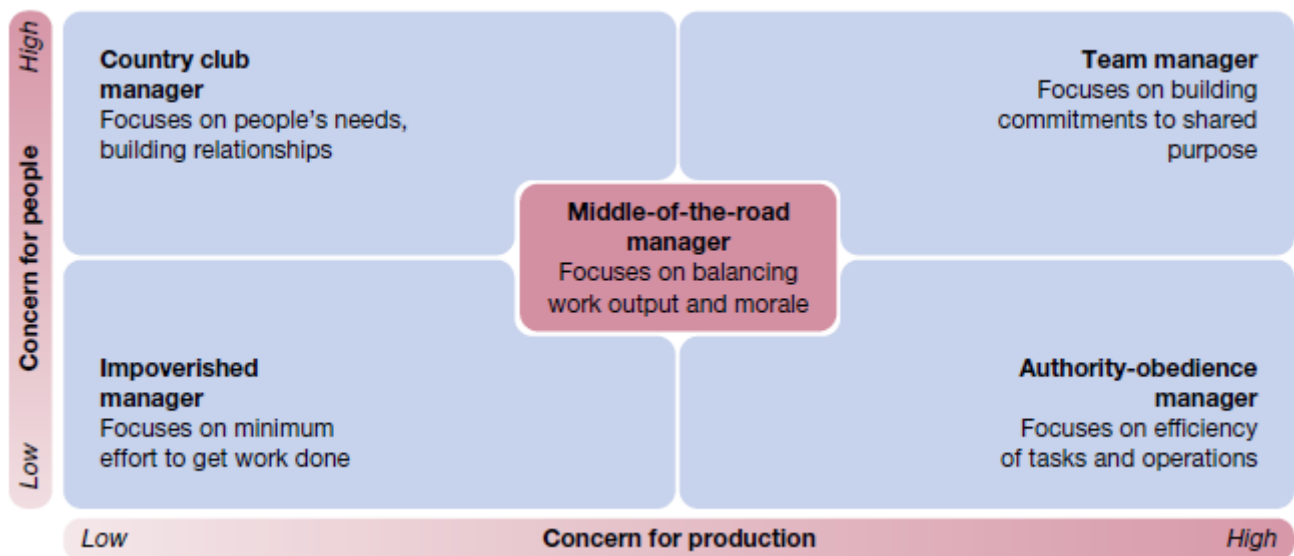 High
Concern for people
Low
Country club
manager
Focuses on people's needs,
building relationships
Team manager
Focuses on building
commitments to shared
purpose
Middle-of-the-road
manager
Focuses on balancing
work output and morale
Impoverished
manager
Focuses on minimum
effort to get work done
Authority-obedience
manager
Focuses on efficiency
of tasks and operations
Low
Concern for production
High